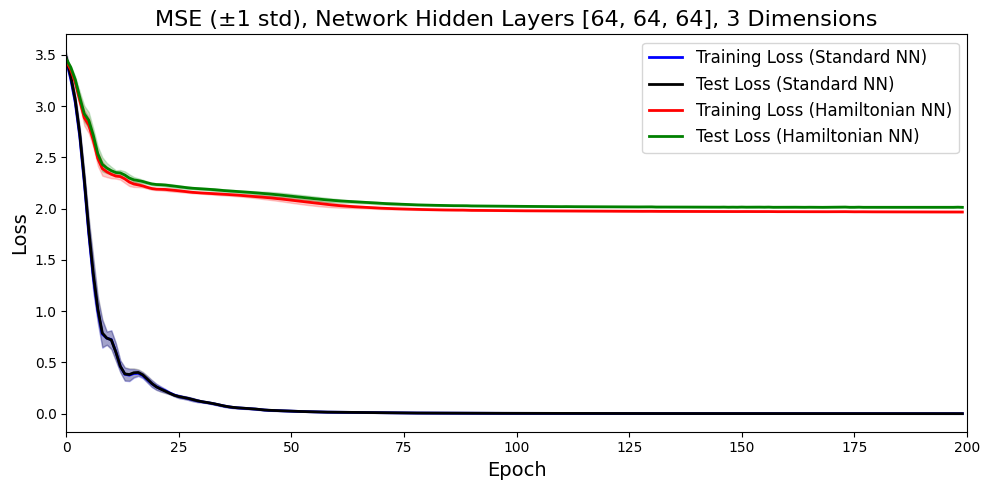 MSE (±1 std), Network Hidden Layers [64, 64, 64], 3 Dimensions
Training Loss (Standard NN)
Test Loss (Standard NN)
Training Loss (Hamiltonian NN)
Test Loss (Hamiltonian NN)
Loss
3.5
3.0
2.5
2.0
1.5
1.0
0.5
0.0
0 25 50 75 100 125 150 175 200
Epoch